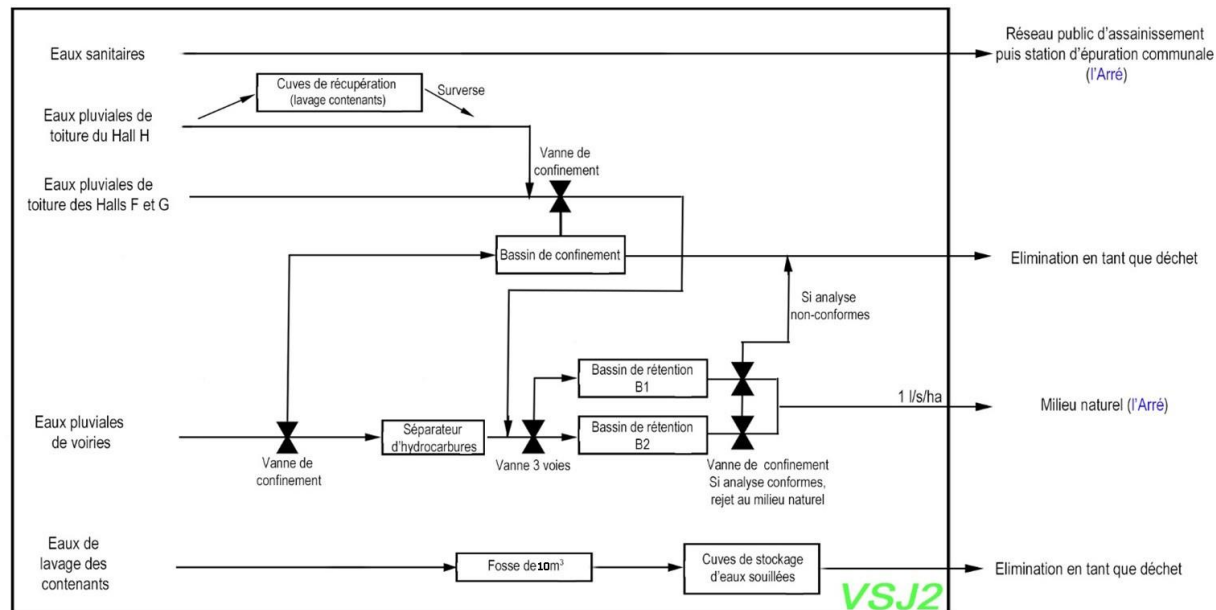 Eaux sanitaires
Réseau public d'assainissement
puis station d'épuration communale
(l'Arré)
Cuves de récupération
(lavage contenants)
Surverse
Eaux pluviales de
toiture du Hall H
Vanne de
confinement
Eaux pluviales de
toiture des Halls F et G
Bassin de confinement
Elimination en tant que déchet
Si analyse
non-conformes
Bassin de rétention
B1
1 l/s/ha
Milieu naturel (l'Arré)
Eaux pluviales
de voiries
Séparateur
d'hydrocarbures
Bassin de rétention
B2
Vanne de
confinement
Vanne 3 voies
Vanne de confinement
Si analyse conformes,
rejet au milieu naturel
Eaux de
lavage des
contenants
Fosse de 10m³
Cuves de stockage
d'eaux souillées
Elimination en tant que déchet
VSJ2